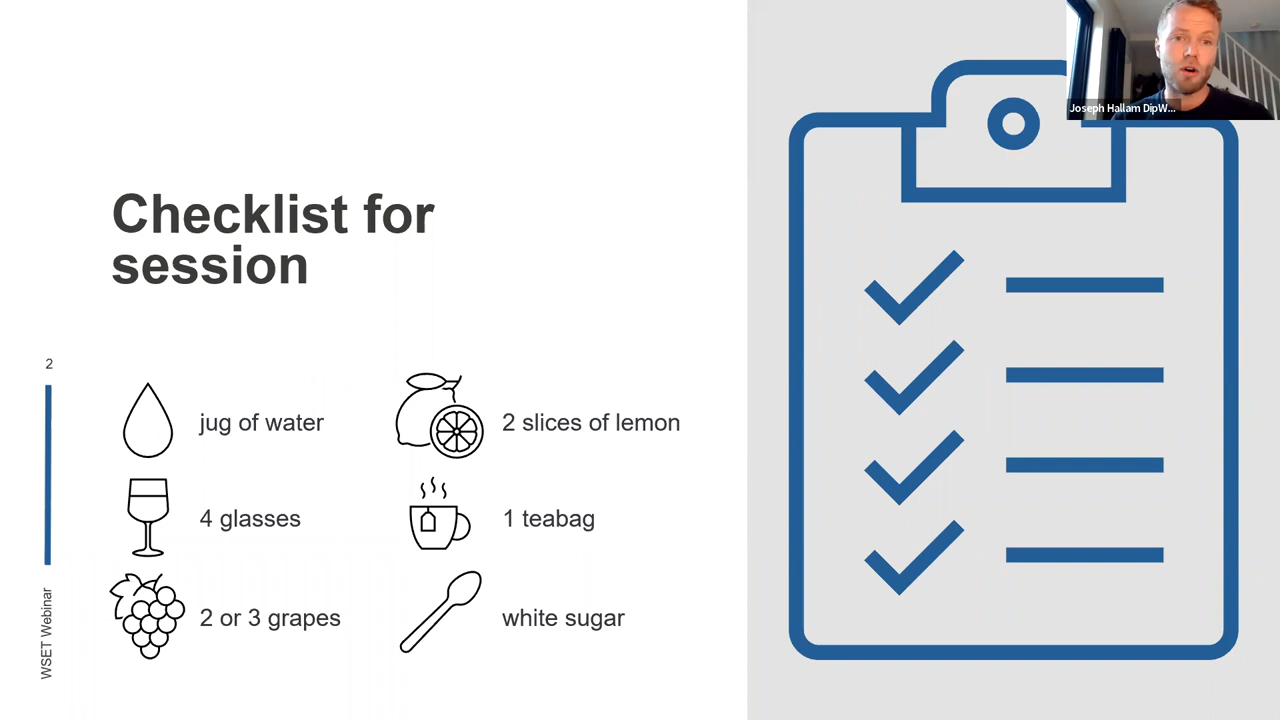 Checklist for
session
2
jug of water
2 slices of lemon
4 glasses
1 teabag
2 or 3 grapes
white sugar
WSET Webinar
Joseph Hallam DipW...